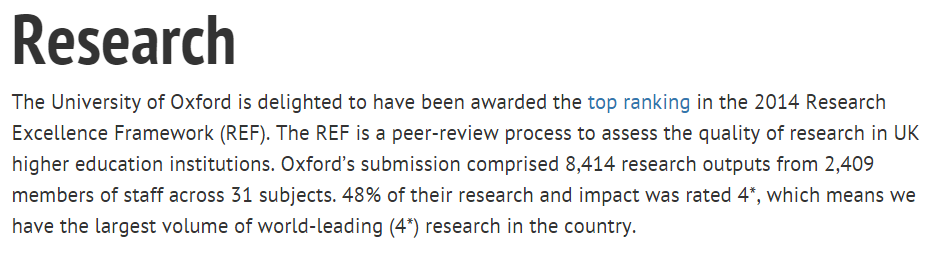 Research
The University of Oxford is delighted to have been awarded the top ranking in the 2014 Research
Excellence Framework (REF). The REF is a peer-review process to assess the quality of research in UK
higher education institutions. Oxford’s submission comprised 8,414 research outputs from 2,409
members of staff across 31 subjects. 48% of their research and impact was rated 4*, which means we
have the largest volume of world-leading (4*) research in the country.